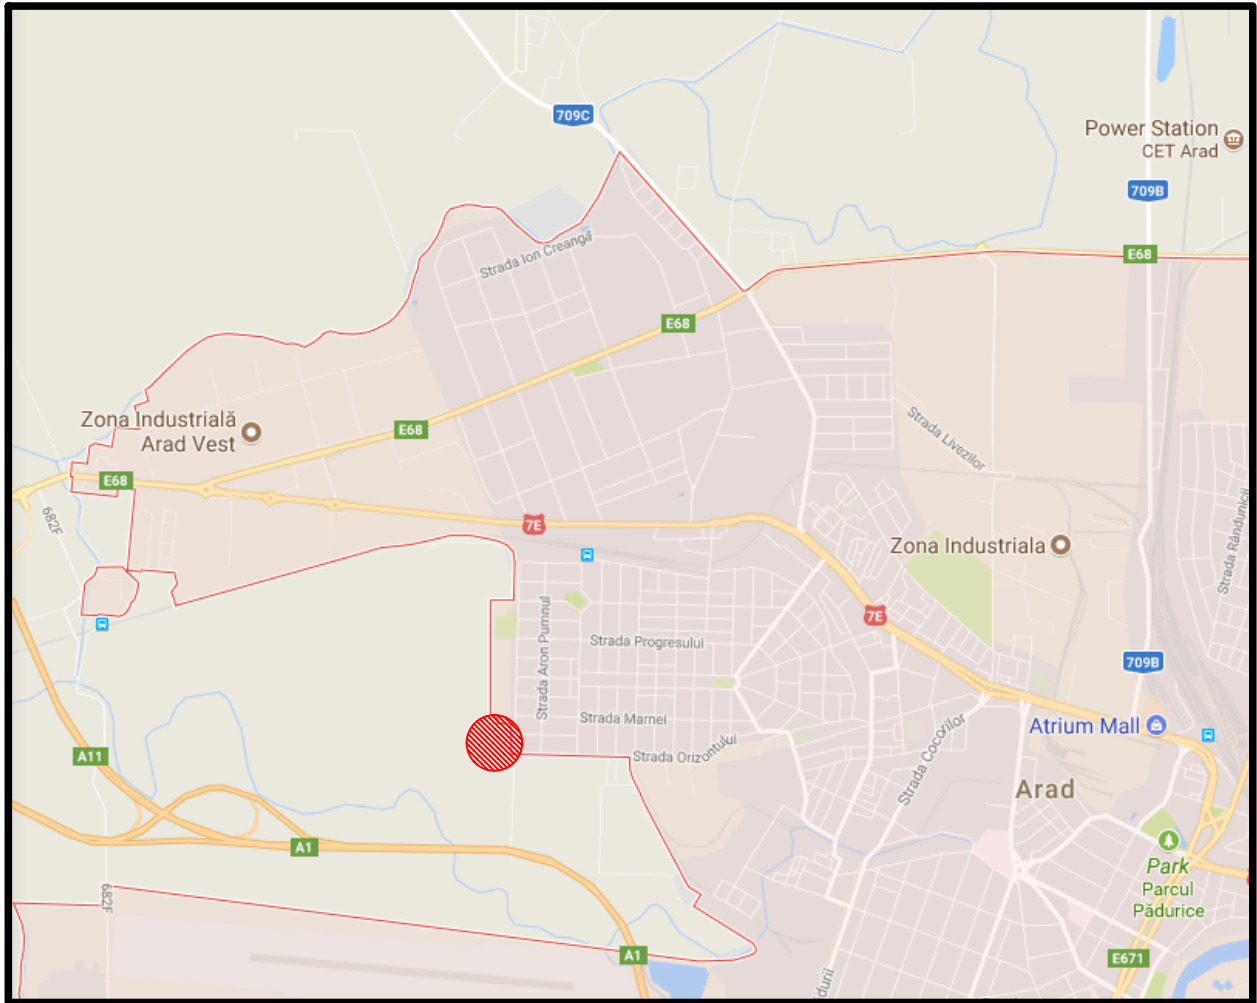 709C
Power Station
CET Arad
709B
E68
Strada Ion Creangă
E68
Zona Industrială
Arad Vest
E68
Strada Livezilor
E68
682F
7E
Zona Industriala
Strada Rândunicii
Strada Aron Pumnul
7E
Strada Progresului
709B
Strada Marnei
Strada Cocorilor
Atrium Mall
Strada Orizontului
A11
Arad
A1
Park
Parcul
Pădurice
682F
A1
E671